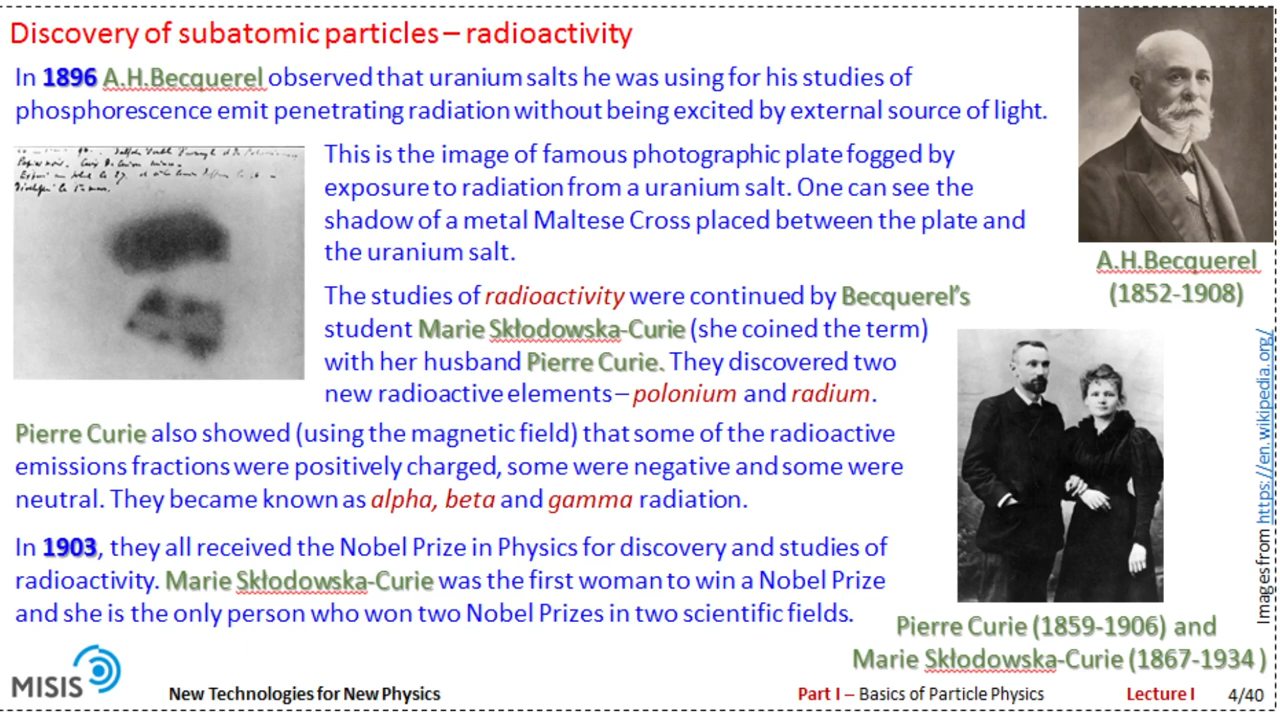 Discovery of subatomic particles – radioactivity
In 1896 A.H.Becquerel observed that uranium salts he was using for his studies of
phosphorescence emit penetrating radiation without being excited by external source of light.
This is the image of famous photographic plate fogged by
exposure to radiation from a uranium salt. One can see the
shadow of a metal Maltese Cross placed between the plate and
the uranium salt.
A.H.Becquerel
(1852-1908)
The studies of radioactivity were continued by Becquerel's
student Marie Skłodowska-Curie (she coined the term)
with her husband Pierre Curie. They discovered two
new radioactive elements – polonium and radium.
Pierre Curie also showed (using the magnetic field) that some of the radioactive
emissions fractions were positively charged, some were negative and some were
neutral. They became known as alpha, beta and gamma radiation.
In 1903, they all received the Nobel Prize in Physics for discovery and studies of
radioactivity. Marie Skłodowska-Curie was the first woman to win a Nobel Prize
and she is the only person who won two Nobel Prizes in two scientific fields.
Images from https://en.wikipedia.org/
Pierre Curie (1859-1906) and
Marie Skłodowska-Curie (1867-1934 )
MISIS
New Technologies for New Physics
Part I – Basics of Particle Physics
Lecture I
4/40